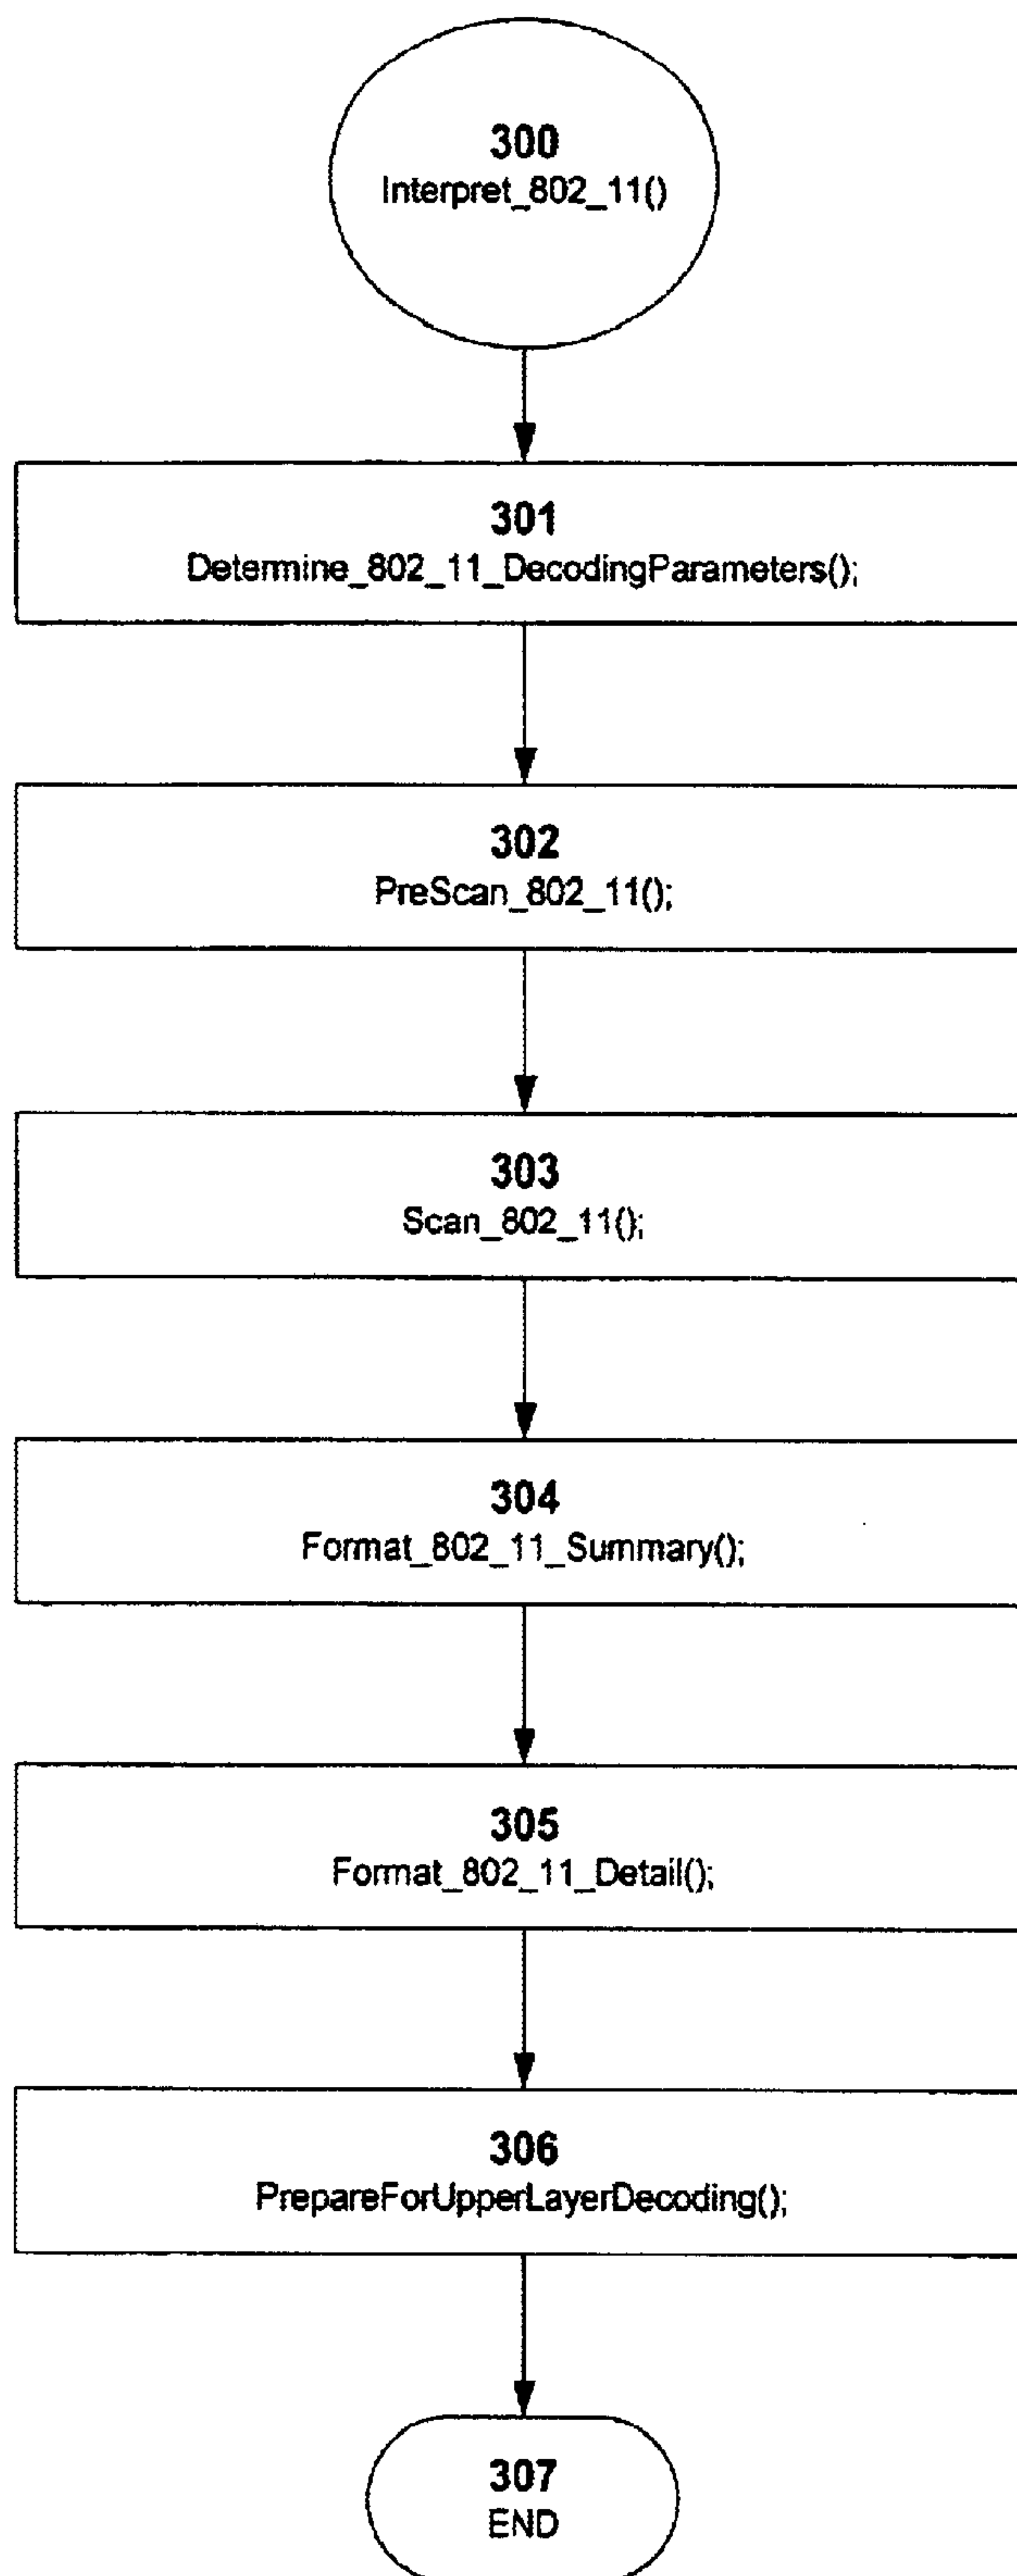 300
Interpret_802_11()
301
Determine_802_11_DecodingParameters();
302
PreScan_802_11();
303
Scan_802_11();
304
Format_802_11_Summary();
305
Format_802_11_Detail();
306
PrepareForUpperLayerDecoding();
307
END